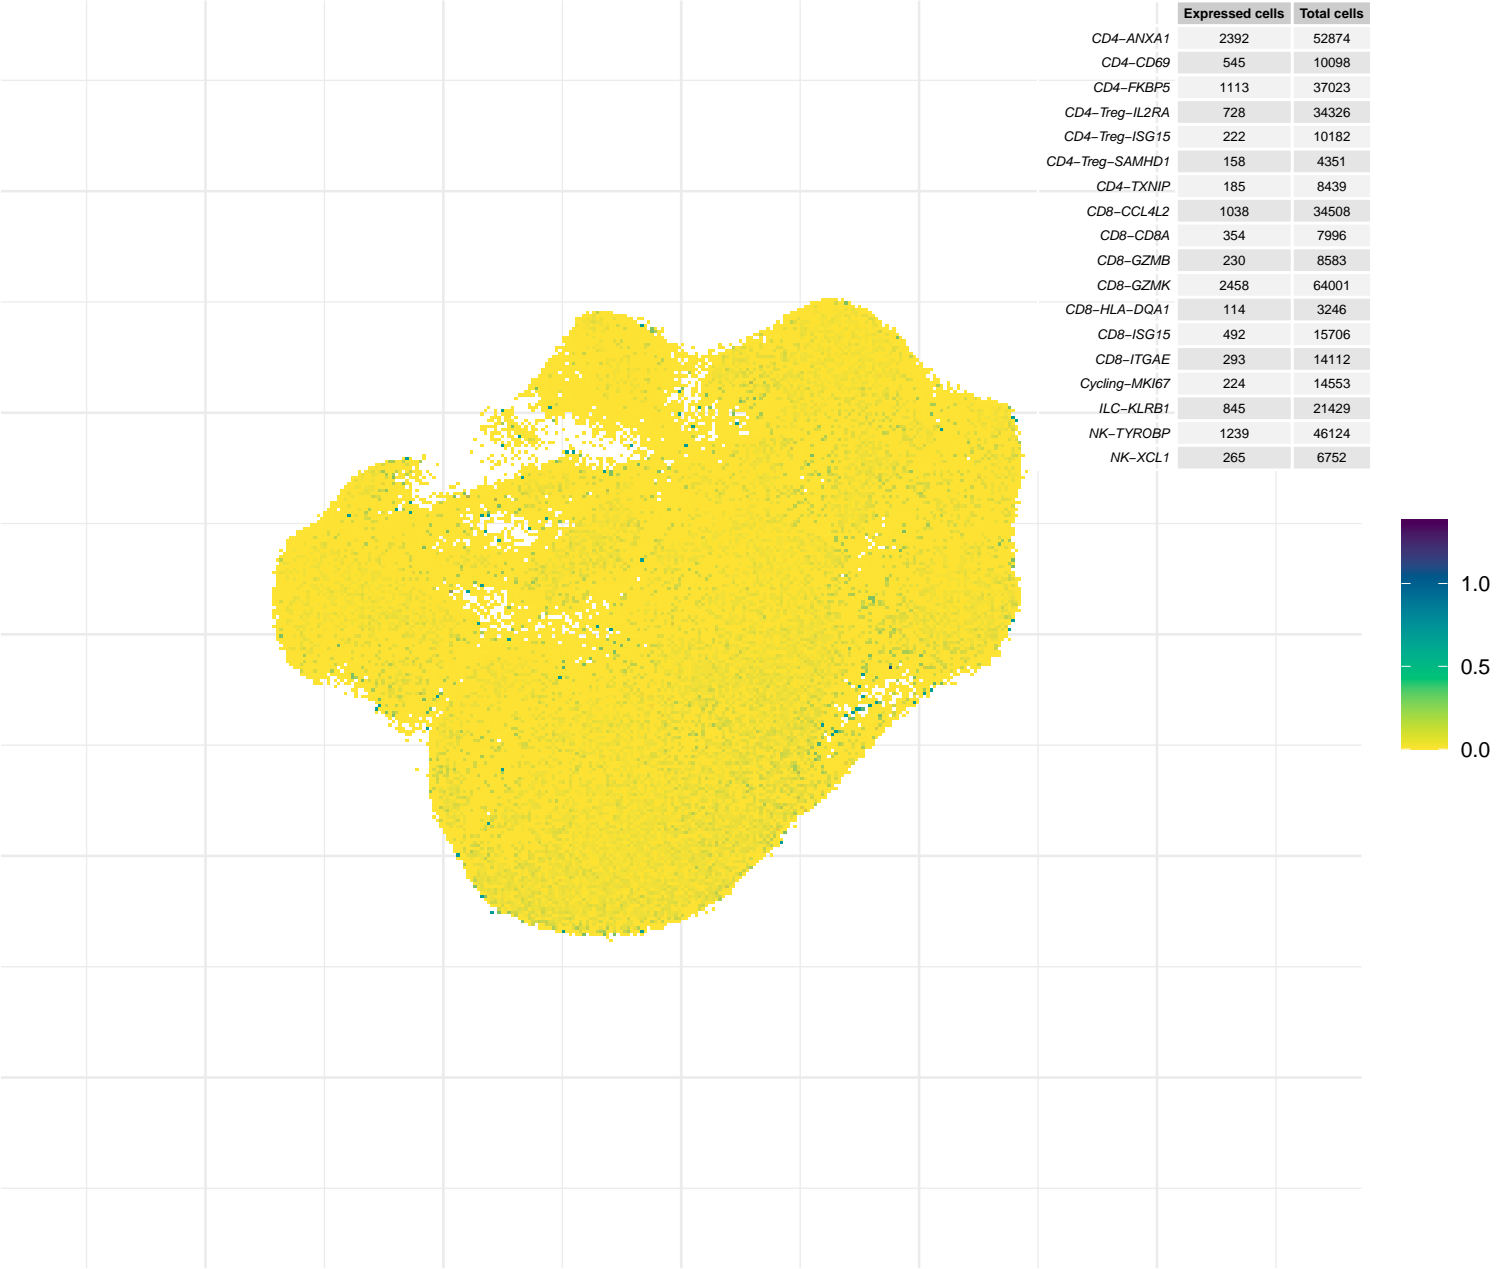 Expressed cells Total cells
CD4−ANXA1 2392 52874
CD4−CD69 545 10098
CD4−FKBP5 1113 37023
CD4−Treg−IL2RA 728 34326
CD4−Treg−ISG15 222 10182
CD4−Treg−SAMHD1 158 4351
CD4−TXNIP 185 8439
CD8−CCL4L2 1038 34508
CD8−CD8A 354 7996
CD8−GZMB 230 8583
CD8−GZMK 2458 64001
CD8−HLA−DQA1 114 3246
CD8−ISG15 492 15706
CD8−ITGAE 293 14112
Cycling−MKI67 224 14553
ILC−KLRB1 845 21429
NK−TYROBP 1239 46124
NK−XCL1 265 6752
1.0
0.5
0.0